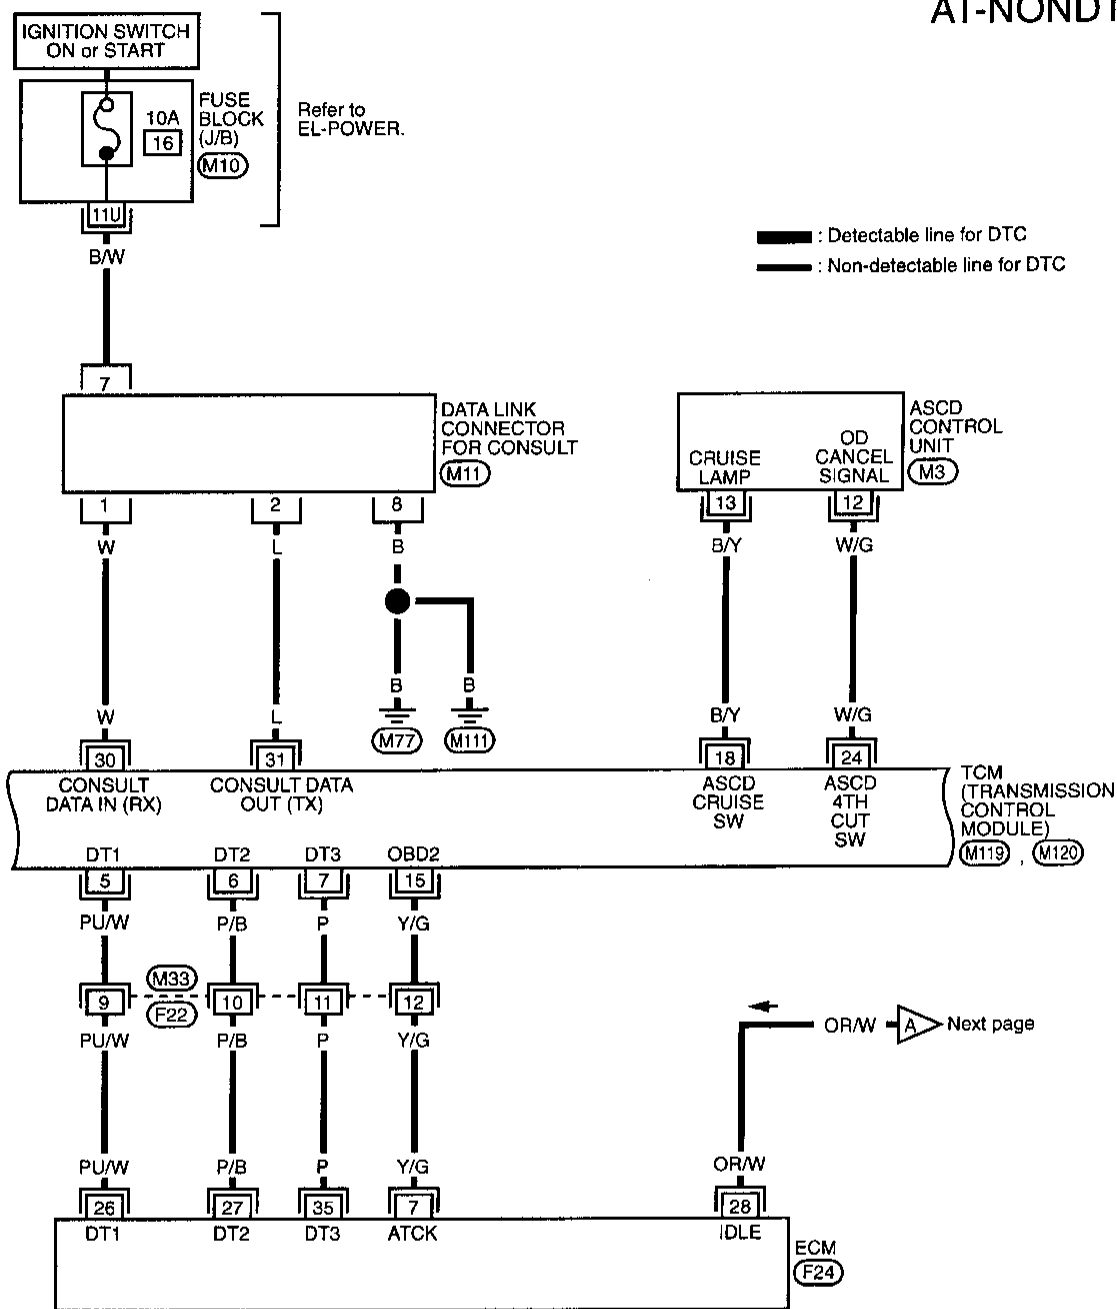 AT-NONDT
IGNITION SWITCH
ON or START
FUSE
BLOCK
(J/B)
M10
10A
16
Refer to
EL-POWER.
11U
B/W
: Detectable line for DTC
: Non-detectable line for DTC
7
DATA LINK
CONNECTOR
FOR CONSULT
M11
ASCD
CONTROL
UNIT
M3
CRUISE
LAMP
OD
CANCEL
SIGNAL
1 2 8 13 12
W L B B/Y W/G
B B
W L B/Y W/G
M77 M111
30 31 18 24
CONSULT
DATA IN (RX)
CONSULT DATA
OUT (TX)
ASCD
CRUISE
SW
ASCD
4TH
CUT
SW
TCM
(TRANSMISSION
CONTROL
MODULE)
M119 , M120
DT1 DT2 DT3 OBD2
5 6 7 15
PU/W P/B P Y/G
M33
9 10 11 12
F22
PU/W P/B P Y/G
OR/W A Next page
PU/W P/B P Y/G OR/W
26 27 35 7 28
DT1 DT2 DT3 ATCK IDLE
ECM
F24